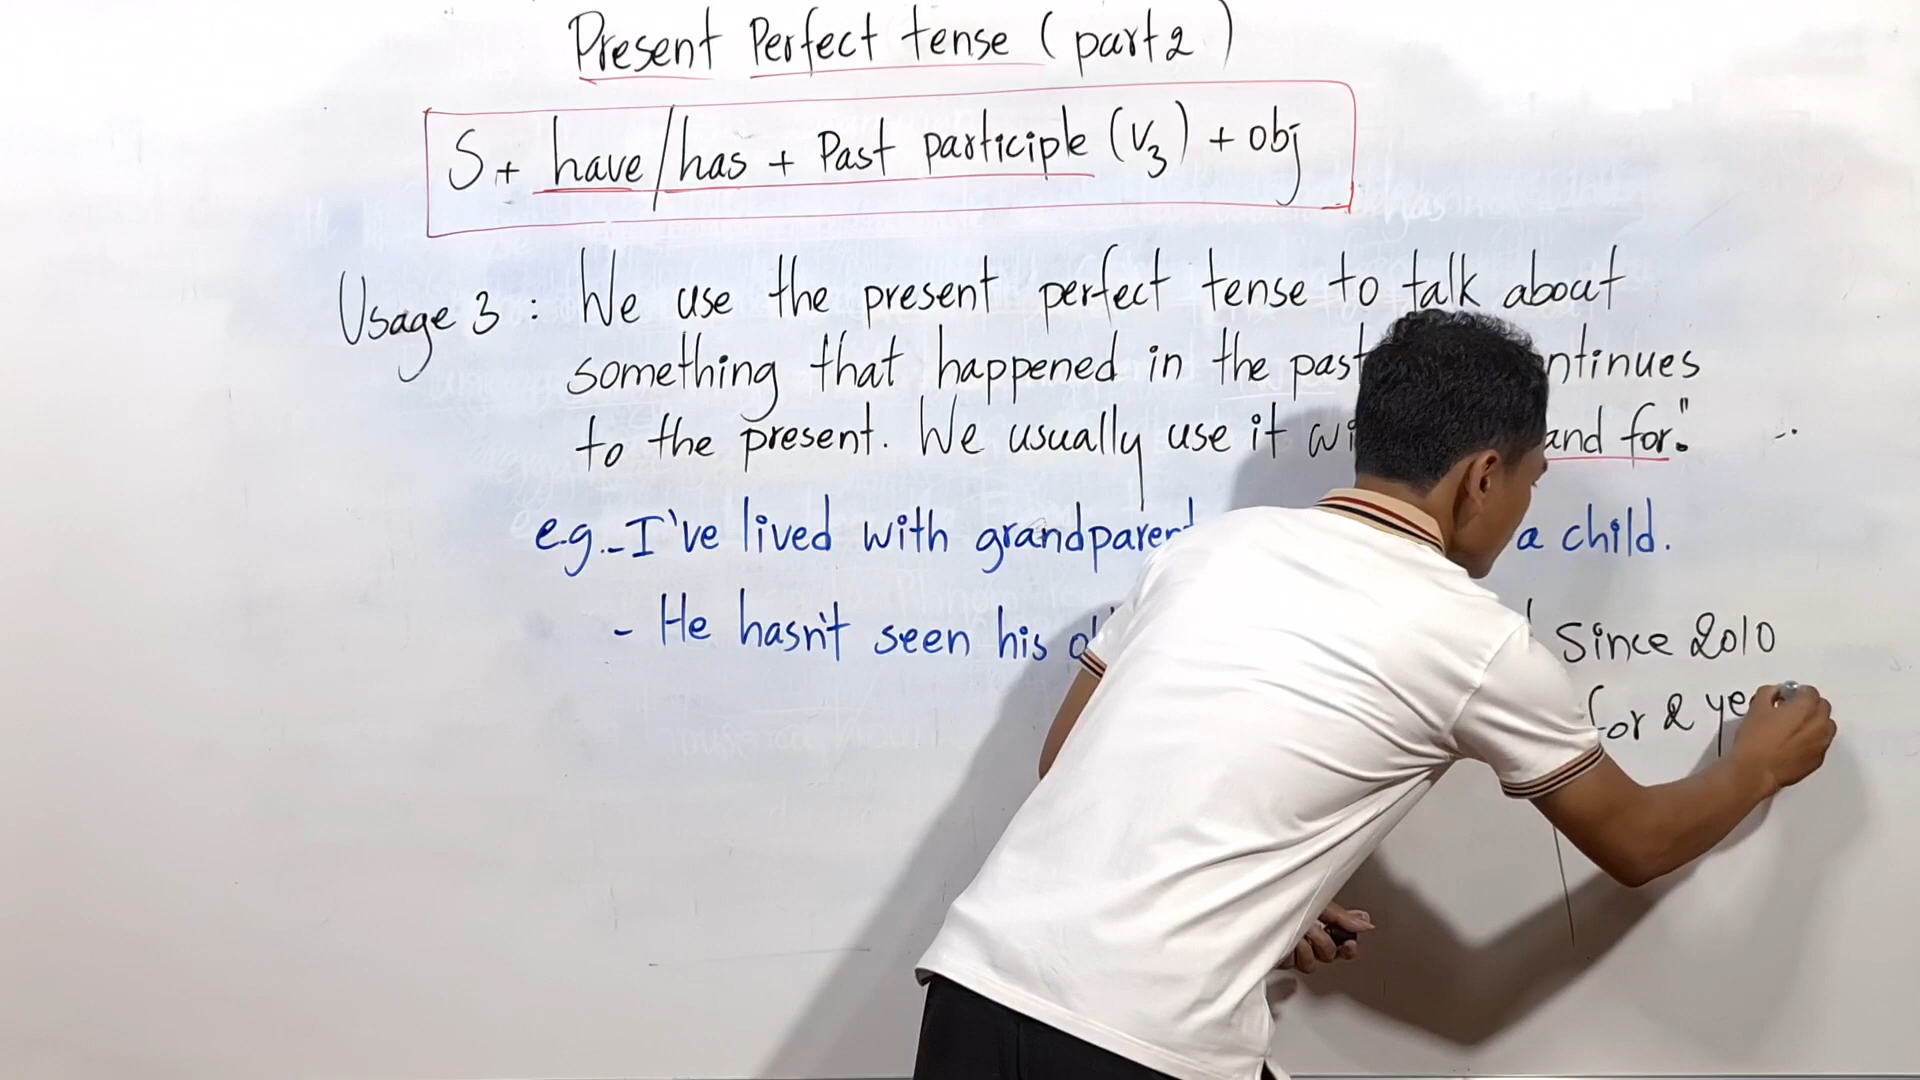 Present Perfect tense (part 2)
S + have/has + Past participle (V3) + obj
Usage 3 : We use the present perfect tense to talk about
something that happened in the past ntinues
to the present. We usually use it wi and for."
e.g. - I've lived with grandparent a child.
- He hasn't seen his Since 2010
for 2 ye